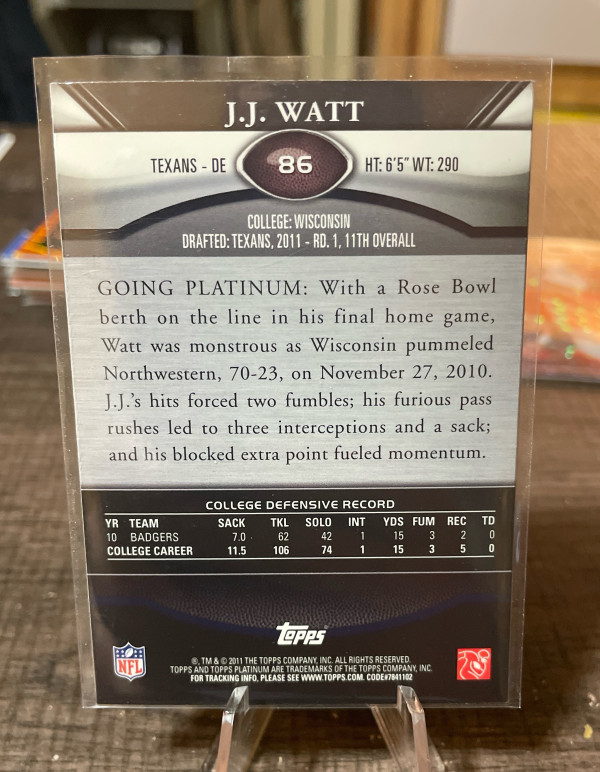 J.J. WATT
TEXANS - DE 86 HT: 6'5" WT: 290
COLLEGE: WISCONSIN
DRAFTED: TEXANS, 2011 - RD. 1, 11TH OVERALL
GOING PLATINUM: With a Rose Bowl
berth on the line in his final home game,
Watt was monstrous as Wisconsin pummeled
Northwestern, 70-23, on November 27, 2010.
J.J.'s hits forced two fumbles; his furious pass
rushes led to three interceptions and a sack;
and his blocked extra point fueled momentum.
COLLEGE DEFENSIVE RECORD
YR TEAM SACK TKL SOLO INT YDS FUM REC TD
10 BADGERS 7.0 62 42 1 15 3 2 0
COLLEGE CAREER 11.5 106 74 1 15 3 5 0
TOPPS
NFL
®, TM & © 2011 THE TOPPS COMPANY, INC. ALL RIGHTS RESERVED.
TOPPS AND TOPPS PLATINUM ARE TRADEMARKS OF THE TOPPS COMPANY, INC.
FOR TRACKING INFO, PLEASE SEE WWW.TOPPS.COM. CODE#7841102